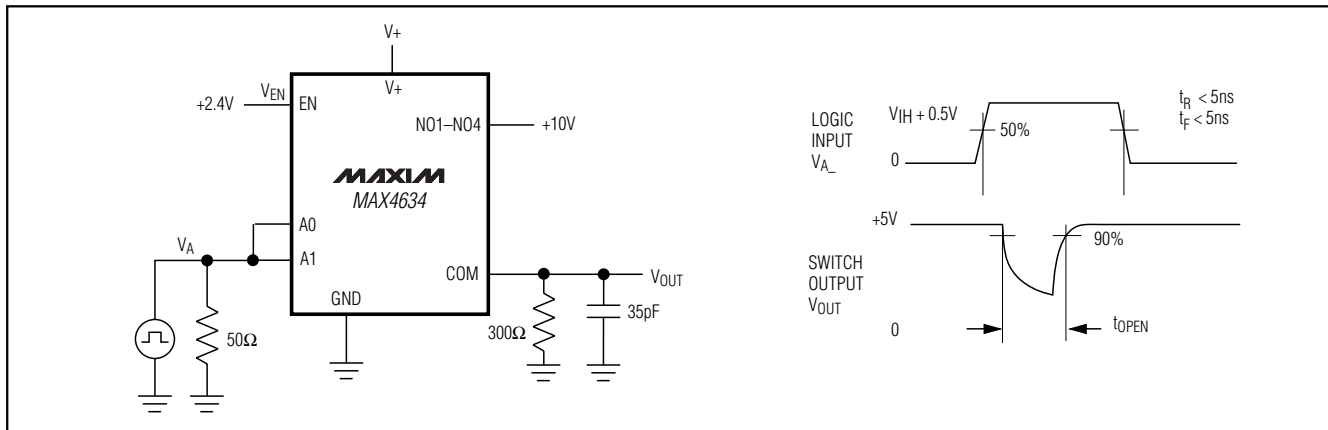 V+
V+
+2.4V
VEN
EN
NO1–NO4
+10V
MAXIM
MAX4634
A0
VA
A1
COM
VOUT
GND
50Ω
300Ω
35pF
LOGIC
INPUT
VA_
VIH + 0.5V
0
50%
tR < 5ns
tF < 5ns
+5V
90%
SWITCH
OUTPUT
VOUT
0
tOPEN